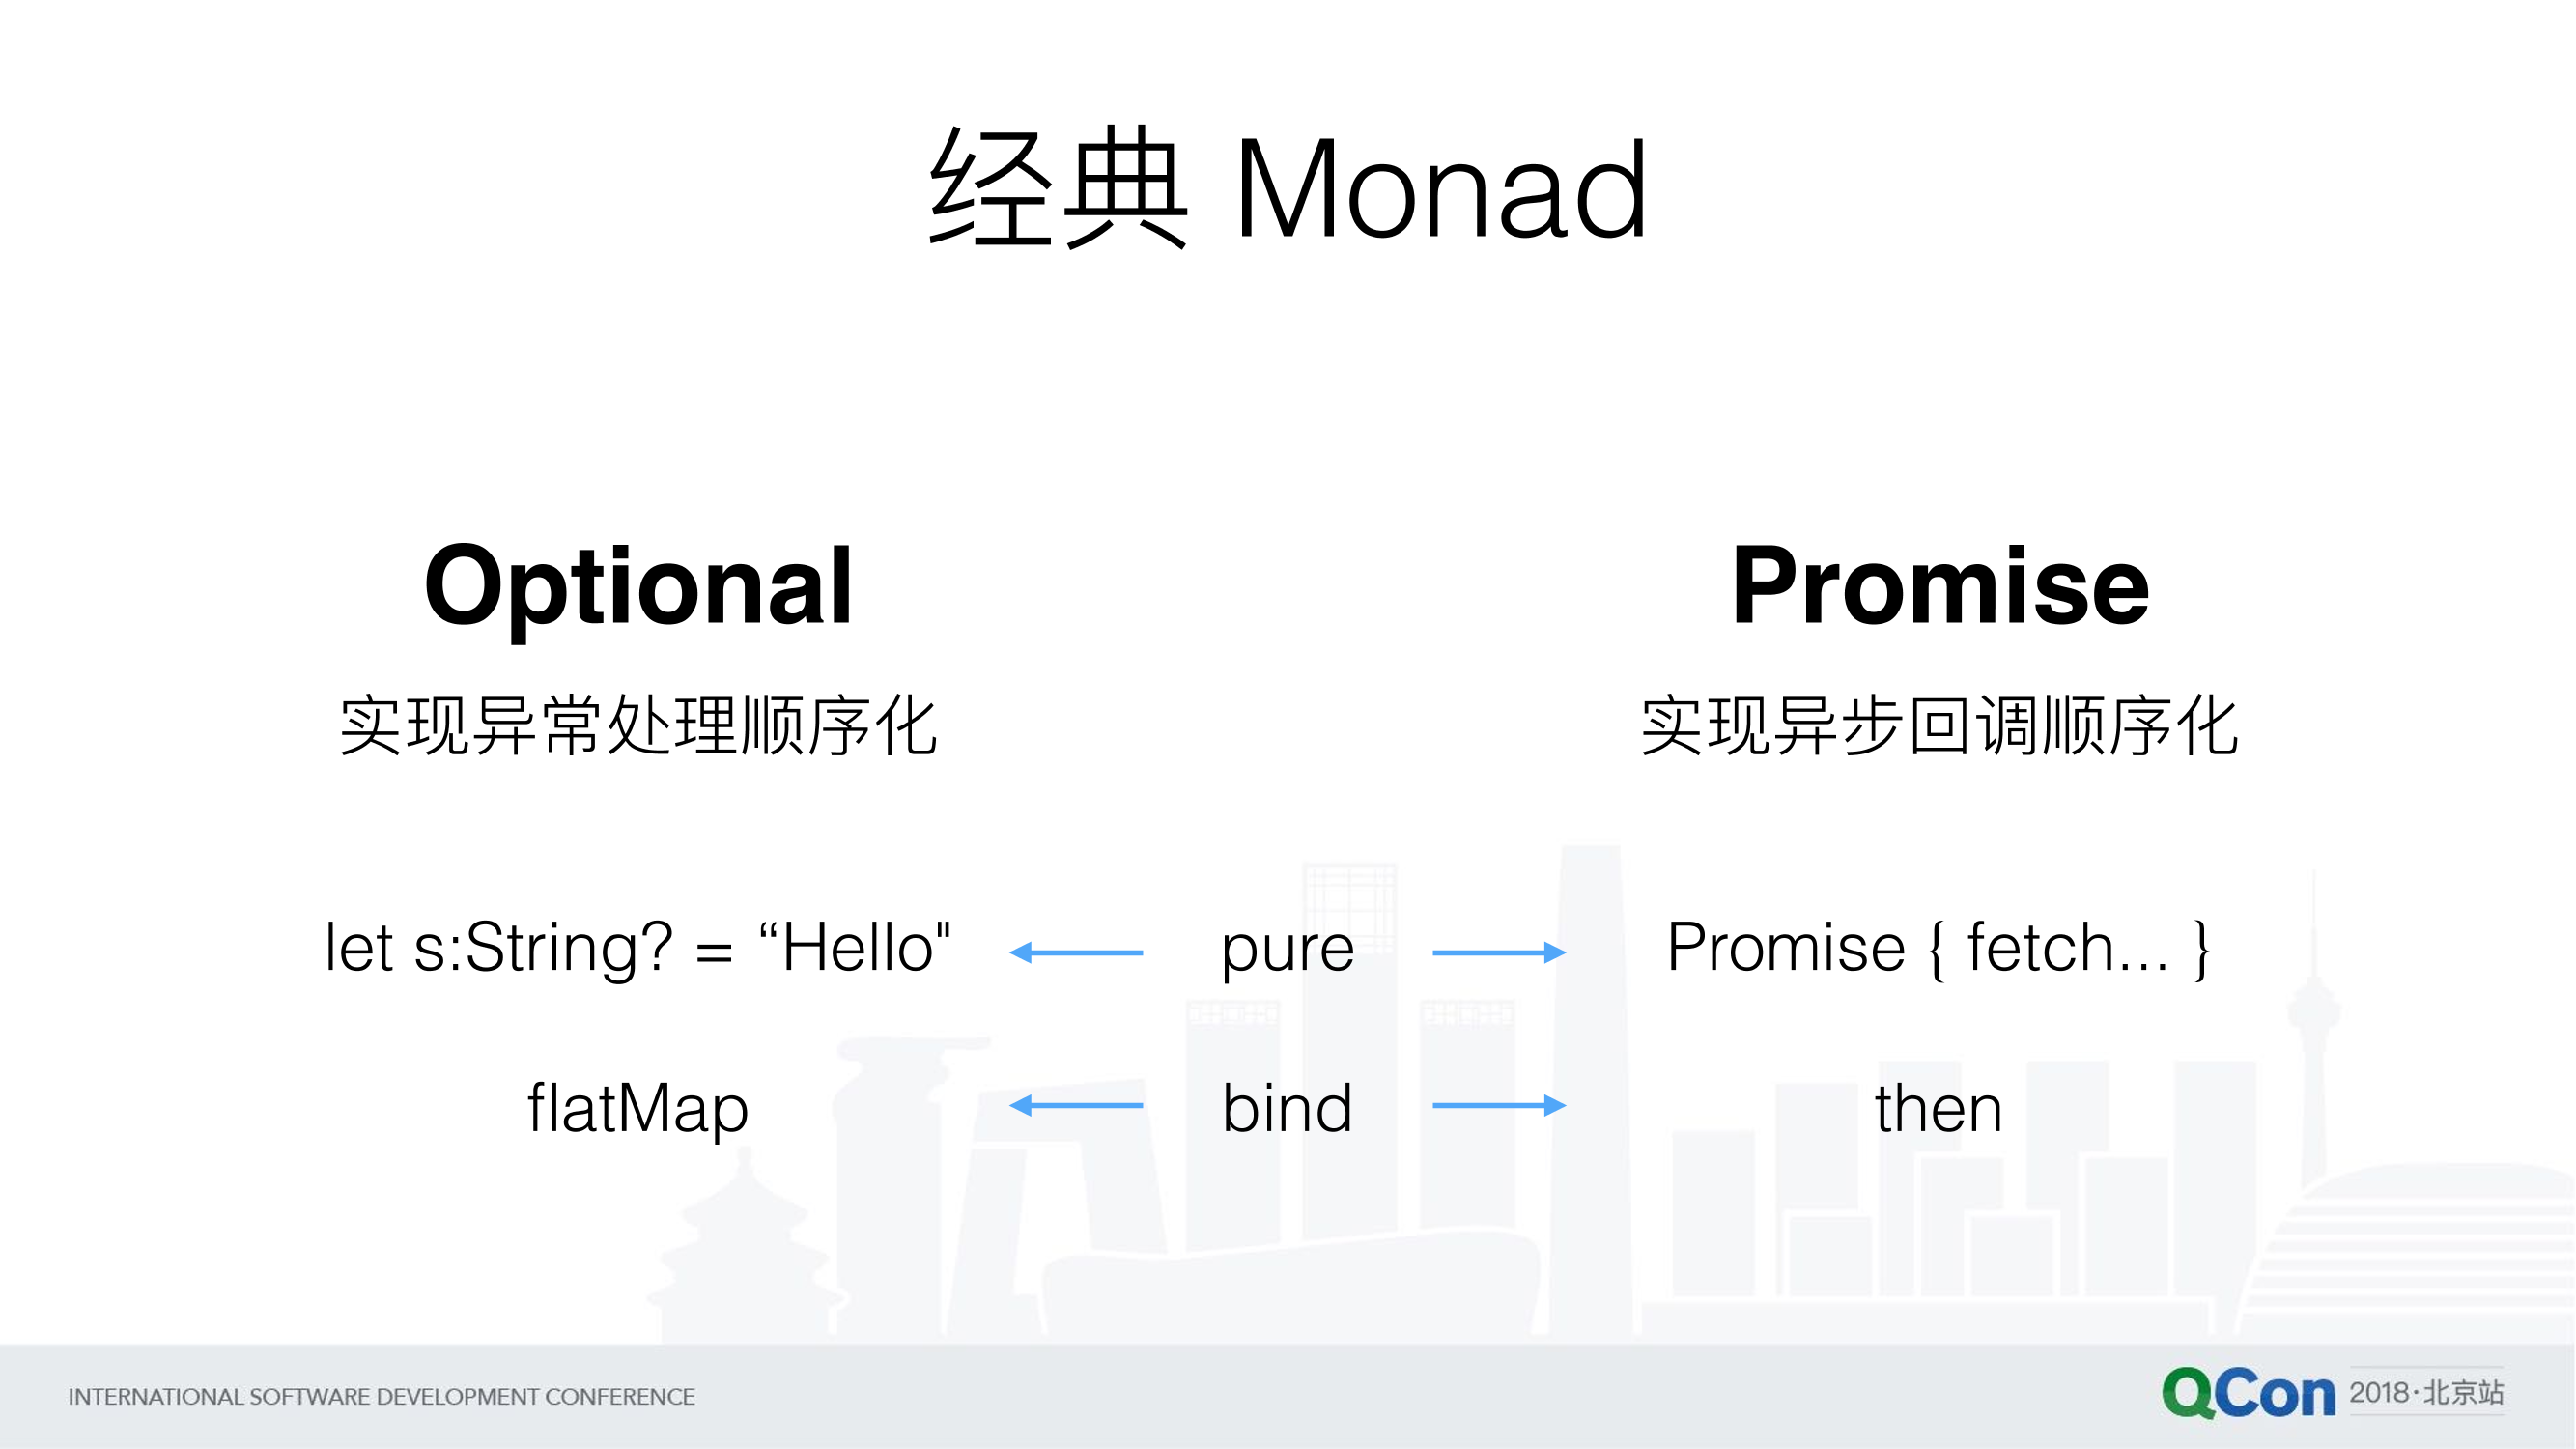 经典 Monad
Optional
Promise
实现异常处理顺序化
实现异步回调顺序化
let s:String? = “Hello"
pure
Promise { fetch... }
flatMap
bind
then
INTERNATIONAL SOFTWARE DEVELOPMENT CONFERENCE
QCon 2018·北京站